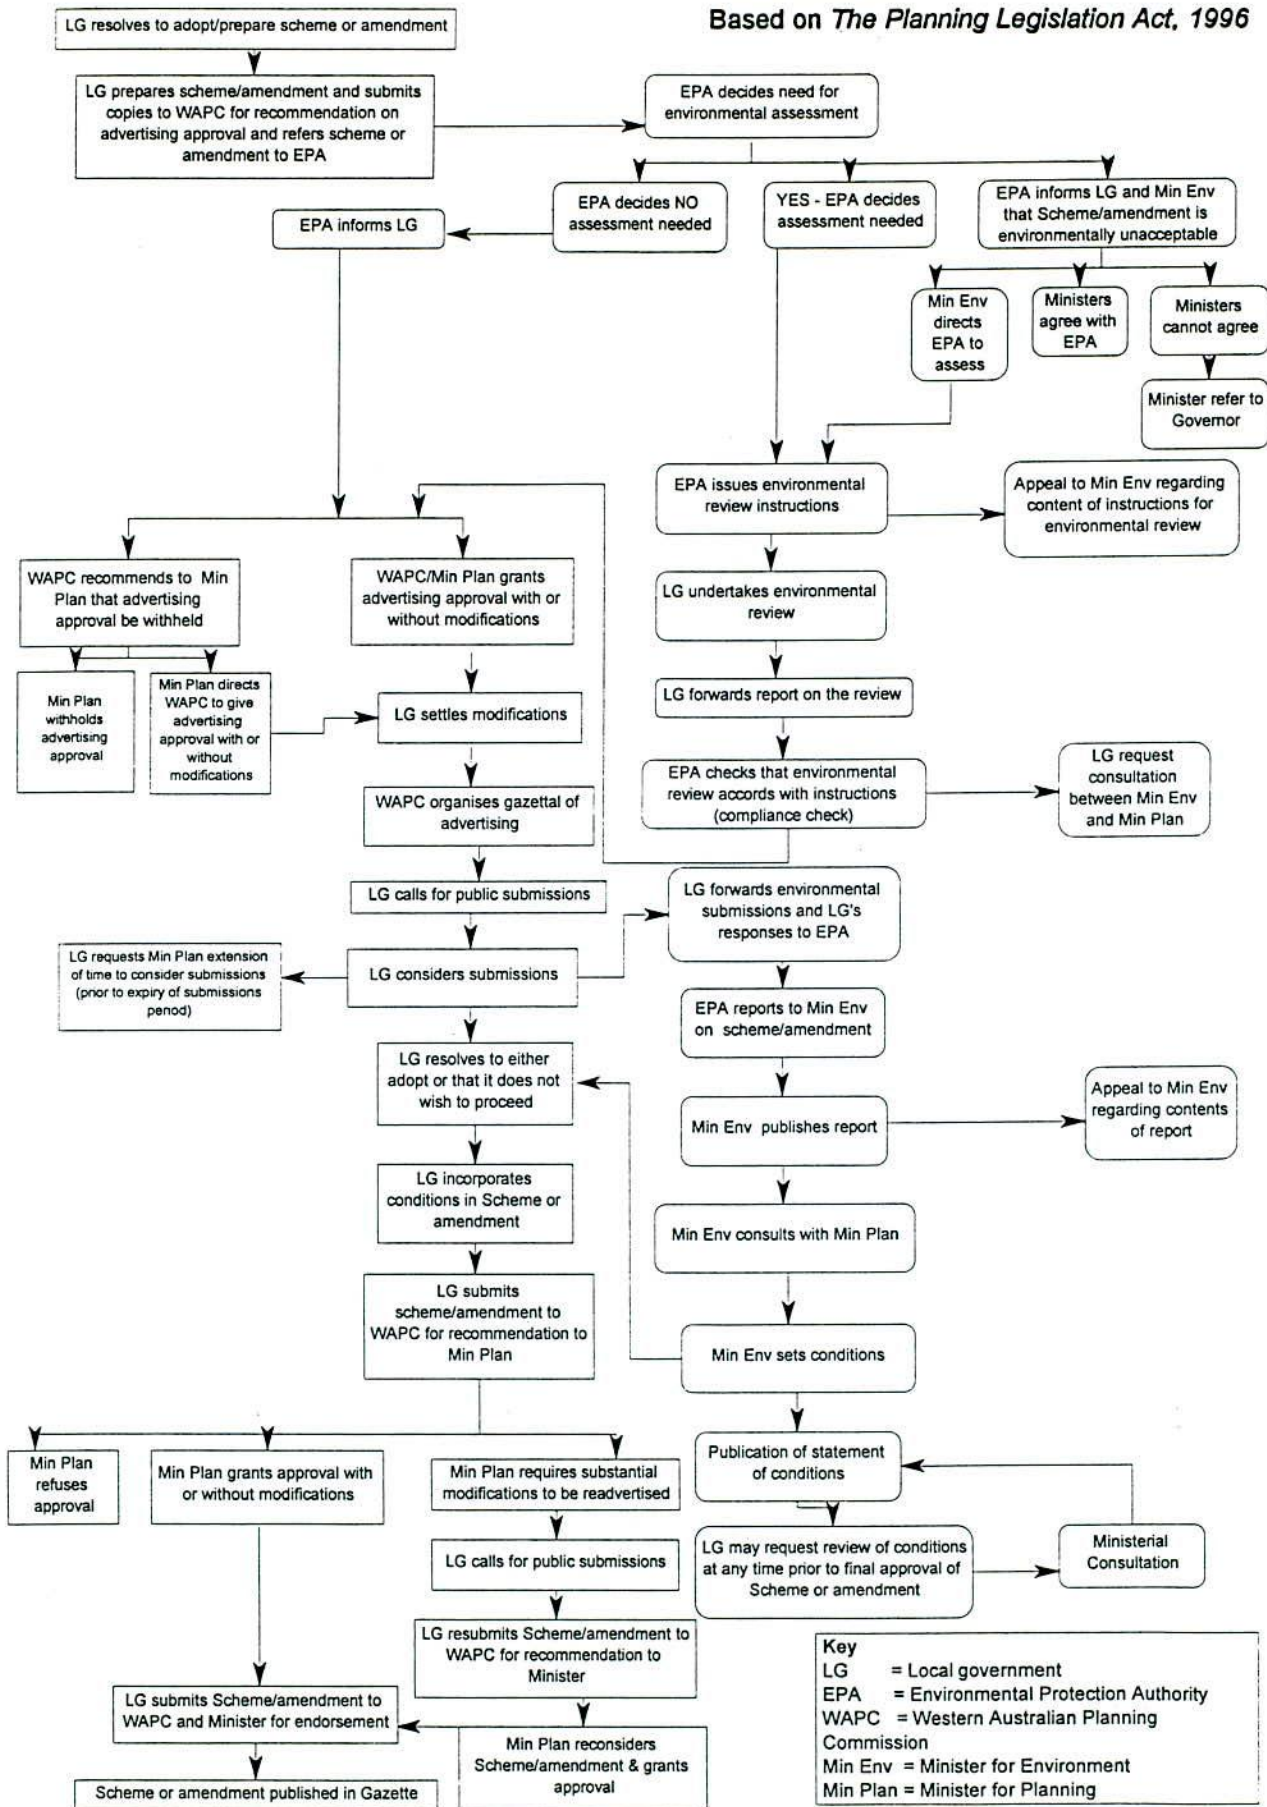 Based on The Planning Legislation Act, 1996
LG resolves to adopt/prepare scheme or amendment
LG prepares scheme/amendment and submits
copies to WAPC for recommendation on
advertising approval and refers scheme or
amendment to EPA
EPA decides need for
environmental assessment
EPA informs LG
EPA decides NO
assessment needed
YES - EPA decides
assessment needed
EPA informs LG and Min Env
that Scheme/amendment is
environmentally unacceptable
Min Env
directs
EPA to
assess
Ministers
agree with
EPA
Ministers
cannot agree
Minister refer to
Governor
EPA issues environmental
review instructions
Appeal to Min Env regarding
content of instructions for
environmental review
WAPC recommends to Min
Plan that advertising
approval be withheld
WAPC/Min Plan grants
advertising approval with or
without modifications
LG undertakes environmental
review
Min Plan
withholds
advertising
approval
Min Plan directs
WAPC to give
advertising
approval with or
without
modifications
LG settles modifications
LG forwards report on the review
WAPC organises gazettal of
advertising
EPA checks that environmental
review accords with instructions
(compliance check)
LG request
consultation
between Min Env
and Min Plan
LG calls for public submissions
LG forwards environmental
submissions and LG's
responses to EPA
LG requests Min Plan extension
of time to consider submissions
(prior to expiry of submissions
period)
LG considers submissions
EPA reports to Min Env
on scheme/amendment
LG resolves to either
adopt or that it does not
wish to proceed
Min Env publishes report
Appeal to Min Env
regarding contents
of report
LG incorporates
conditions in Scheme or
amendment
Min Env consults with Min Plan
LG submits
scheme/amendment to
WAPC for recommendation to
Min Plan
Min Env sets conditions
Min Plan
refuses
approval
Min Plan grants approval with
or without modifications
Min Plan requires substantial
modifications to be readvertised
Publication of statement
of conditions
LG calls for public submissions
LG may request review of conditions
at any time prior to final approval of
Scheme or amendment
Ministerial
Consultation
LG resubmits Scheme/amendment to
WAPC for recommendation to
Minister
LG submits Scheme/amendment to
WAPC and Minister for endorsement
Min Plan reconsiders
Scheme/amendment & grants
approval
Scheme or amendment published in Gazette
Key
LG = Local government
EPA = Environmental Protection Authority
WAPC = Western Australian Planning
Commission
Min Env = Minister for Environment
Min Plan = Minister for Planning